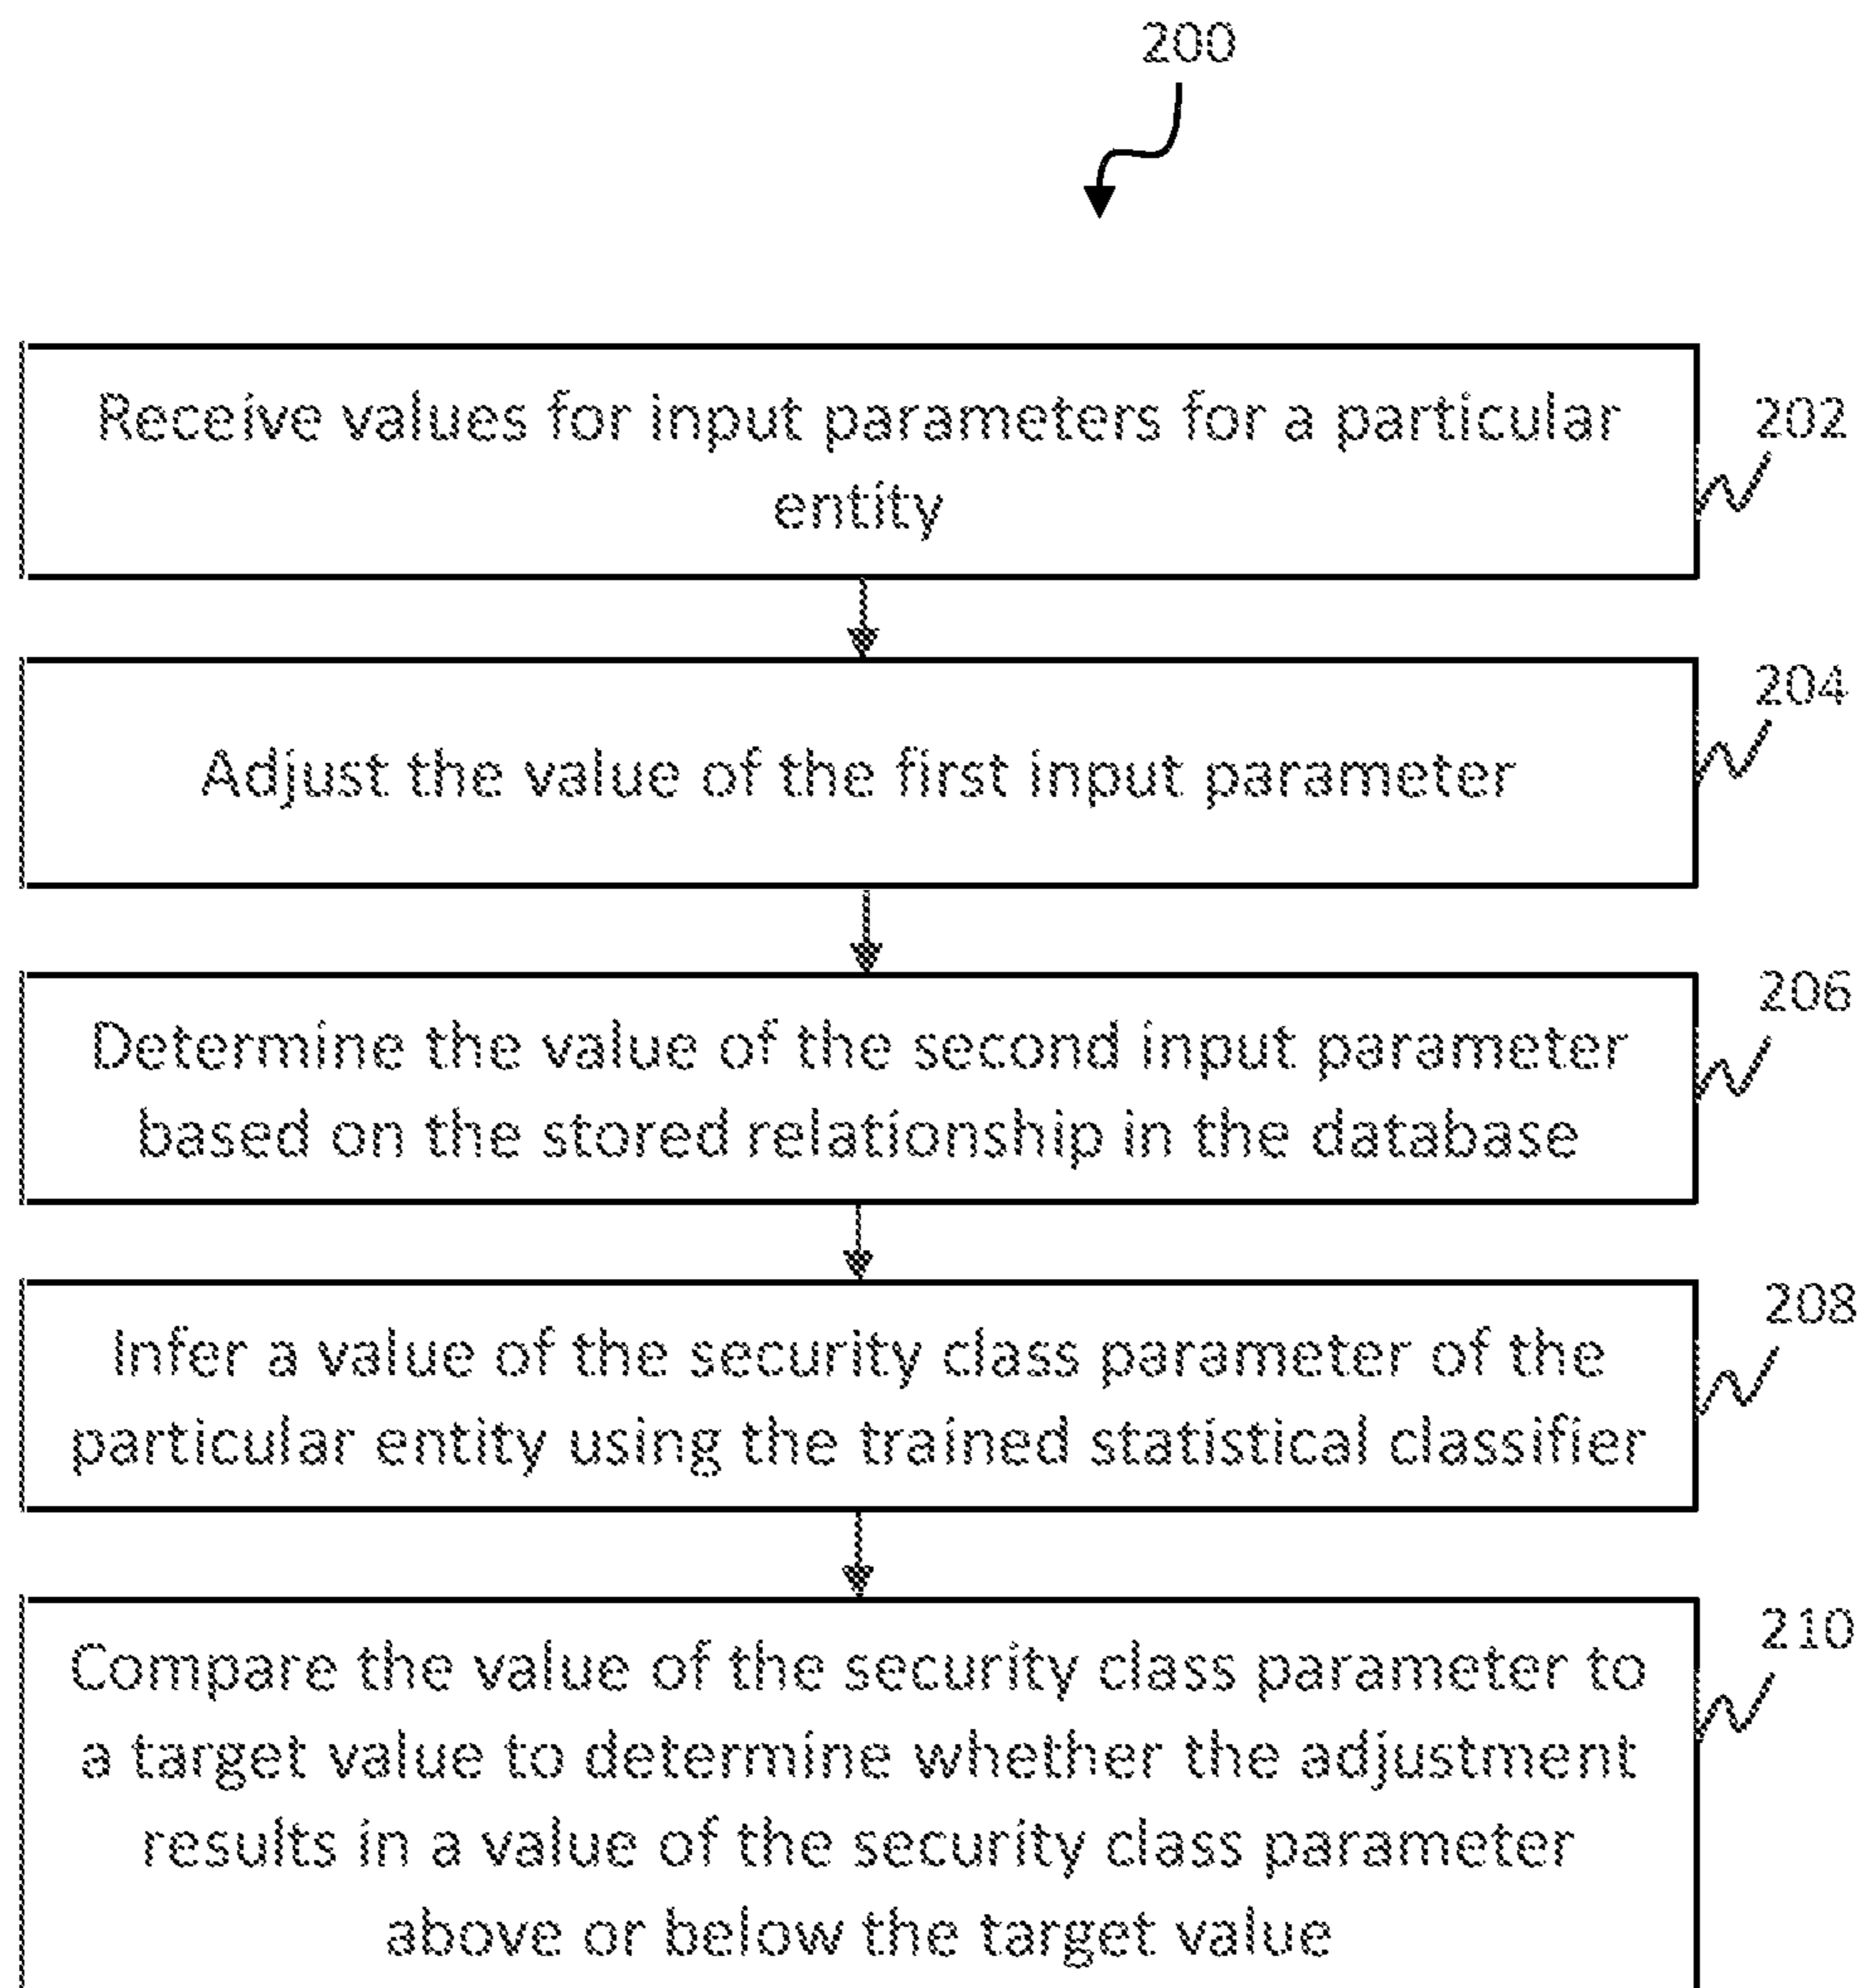 200
Receive values for input parameters for a particular
entity
202
Adjust the value of the first input parameter
204
Determine the value of the second input parameter
based on the stored relationship in the database
206
Infer a value of the security class parameter of the
particular entity using the trained statistical classifier
208
Compare the value of the security class parameter to
a target value to determine whether the adjustment
results in a value of the security class parameter
above or below the target value
210